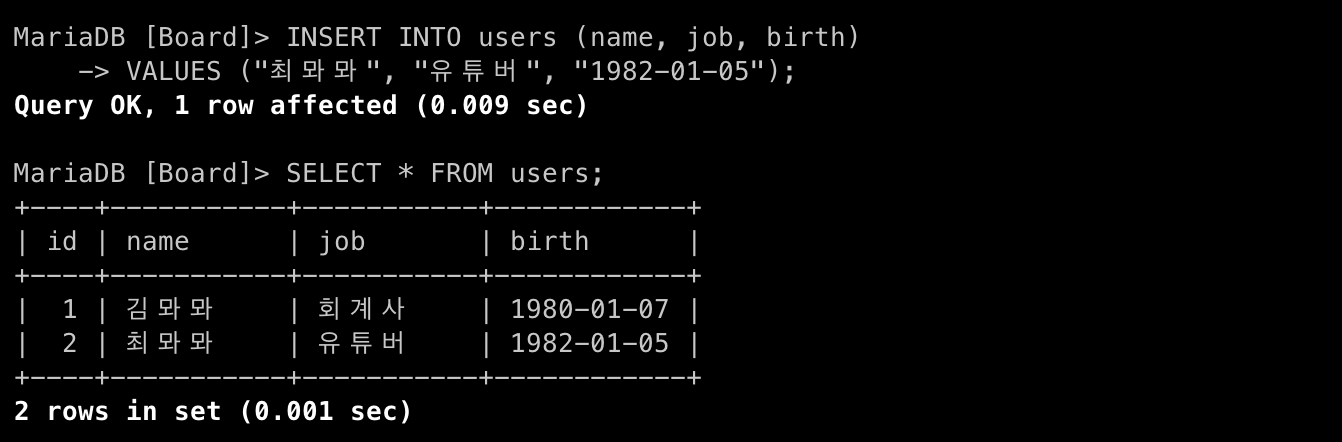 MariaDB [Board]> INSERT INTO users (name, job, birth)
    -> VALUES ("최뫄뫄", "유튜버", "1982-01-05");
Query OK, 1 row affected (0.009 sec)

MariaDB [Board]> SELECT * FROM users;
+----+-----------+-----------+------------+
| id | name      | job       | birth      |
+----+-----------+-----------+------------+
|  1 | 김뫄뫄     | 회계사     | 1980-01-07 |
|  2 | 최뫄뫄     | 유튜버     | 1982-01-05 |
+----+-----------+-----------+------------+
2 rows in set (0.001 sec)